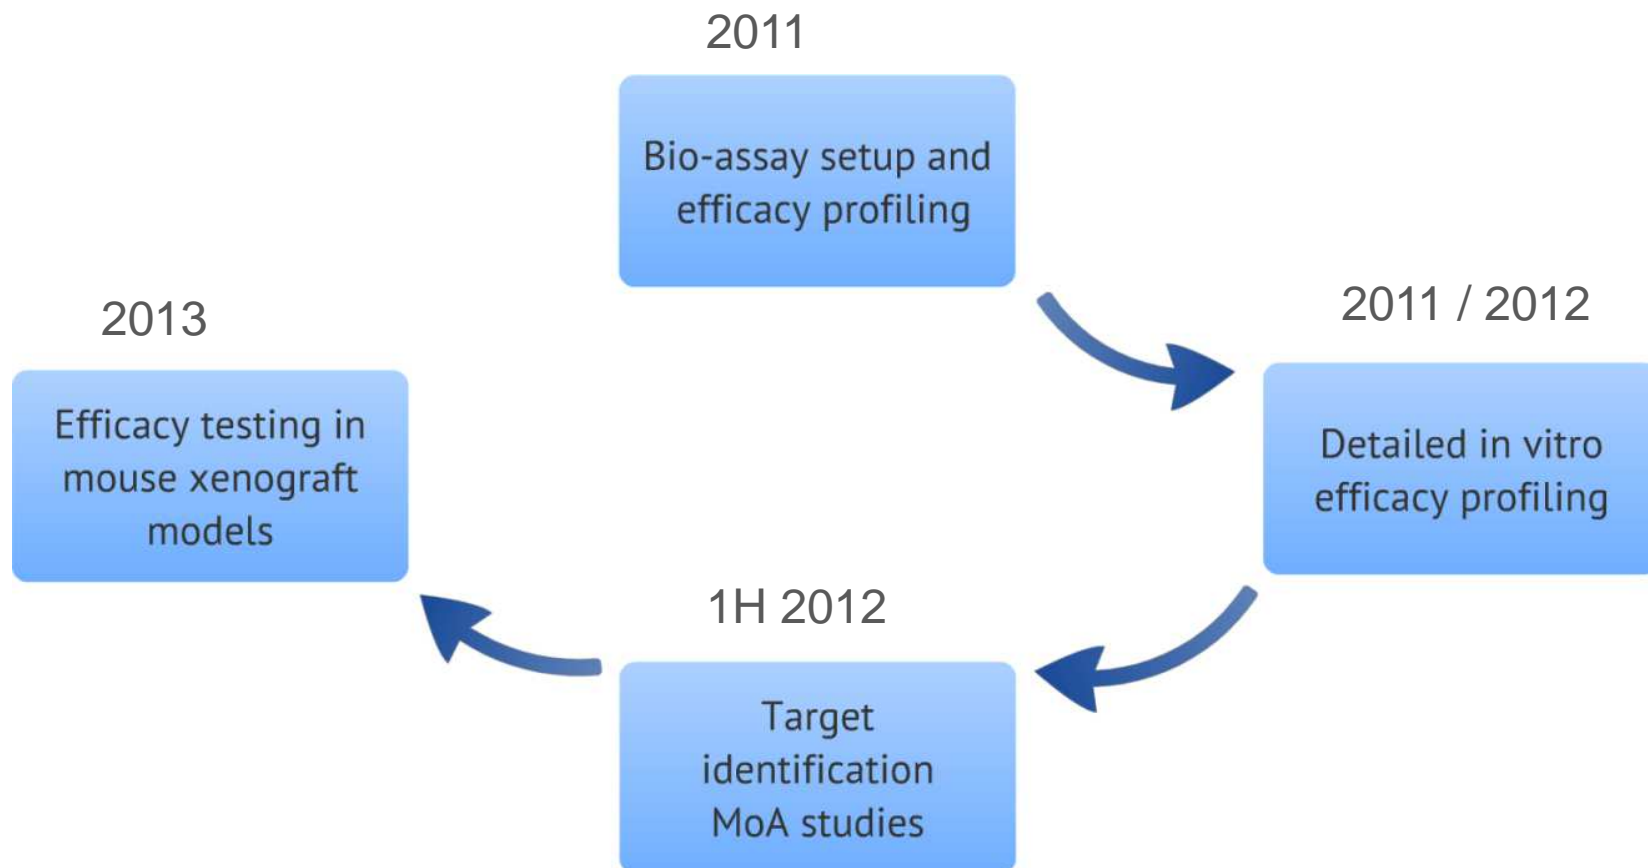 2011
Bio-assay setup and
efficacy profiling
2011 / 2012
Detailed in vitro
efficacy profiling
1H 2012
Target
identification
MoA studies
2013
Efficacy testing in
mouse xenograft
models